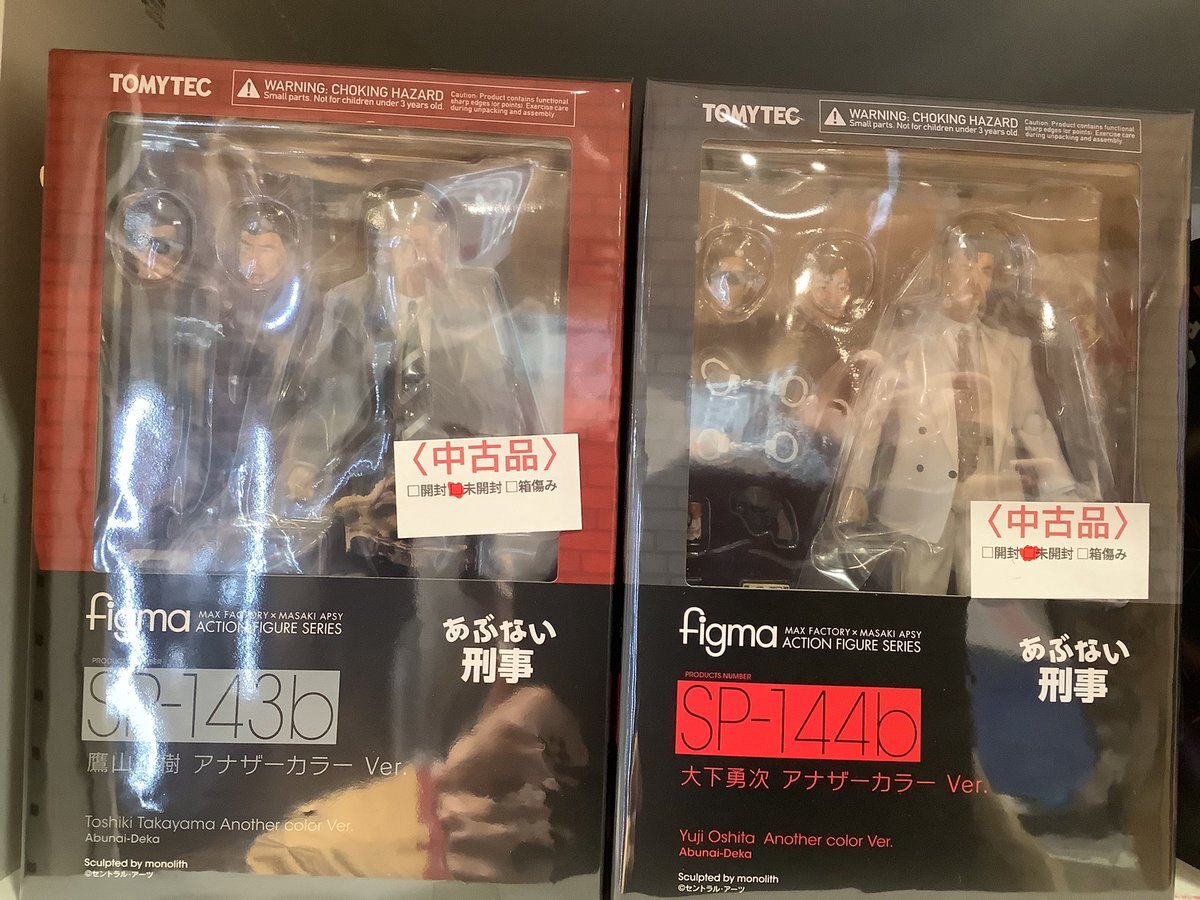 TOMYTEC
WARNING: CHOKING HAZARD
Small parts. Not for children under 3 years old.
Caution: Product contains functional
sharp edges (or points). Exercise care
during unpacking and assembly.
〈中古品〉
□開封 未開封 □箱傷み
figma
MAX FACTORY×MASAKI APSY
ACTION FIGURE SERIES
あぶない
刑事
PRODUCTS NUMBER
SP-143b
鷹山 樹 アナザーカラー Ver.
Toshiki Takayama Another color Ver.
Abunai-Deka
Sculpted by monolith
©セントラル・アーツ
TOMYTEC
WARNING: CHOKING HAZARD
Small parts. Not for children under 3 years old.
Caution: Product contains functional
sharp edges (or points). Exercise care
during unpacking and assembly.
〈中古品〉
□開封 未開封 □箱傷み
figma
MAX FACTORY×MASAKI APSY
ACTION FIGURE SERIES
あぶない
刑事
PRODUCTS NUMBER
SP-144b
大下勇次 アナザーカラー Ver.
Yuji Oshita Another color Ver.
Abunai-Deka
Sculpted by monolith
©セントラル・アーツ